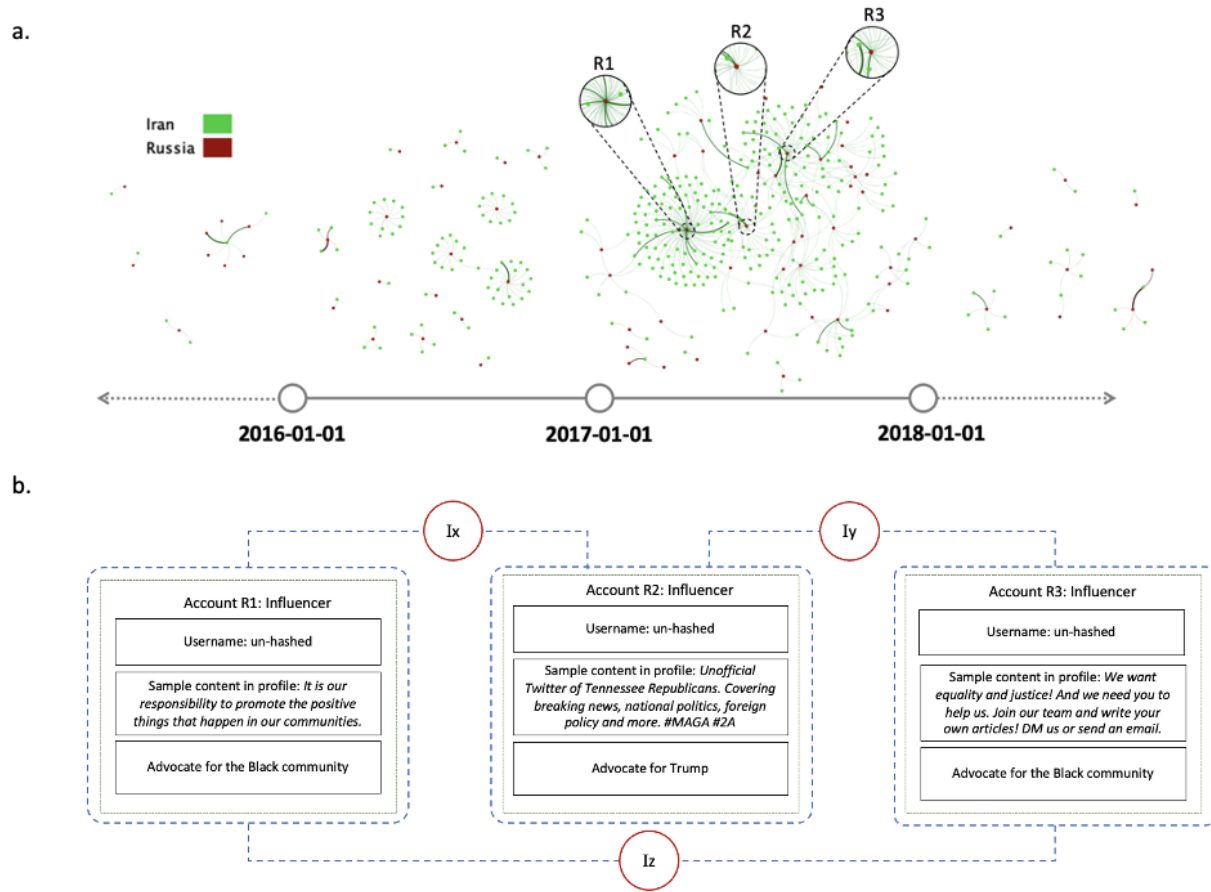 a.
R1
R2
R3
Iran
Russia
2016-01-01
2017-01-01
2018-01-01
b.
Ix
Iy
Account R1: Influencer
Username: un-hashed
Sample content in profile: It is our
responsibility to promote the positive
things that happen in our communities.
Advocate for the Black community
Account R2: Influencer
Username: un-hashed
Sample content in profile: Unofficial
Twitter of Tennessee Republicans. Covering
breaking news, national politics, foreign
policy and more. #MAGA #2A
Advocate for Trump
Account R3: Influencer
Username: un-hashed
Sample content in profile: We want
equality and justice! And we need you to
help us. Join our team and write your
own articles! DM us or send an email.
Advocate for the Black community
Iz